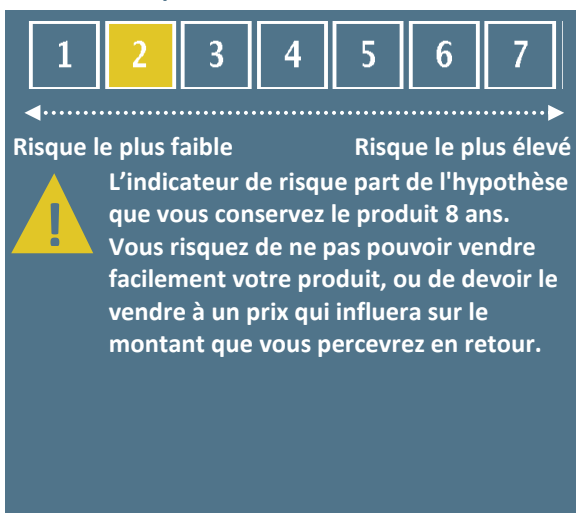 1 2 3 4 5 6 7
Risque le plus faible Risque le plus élevé
L’indicateur de risque part de l'hypothèse
que vous conservez le produit 8 ans.
Vous risquez de ne pas pouvoir vendre
facilement votre produit, ou de devoir le
vendre à un prix qui influera sur le
montant que vous percevrez en retour.